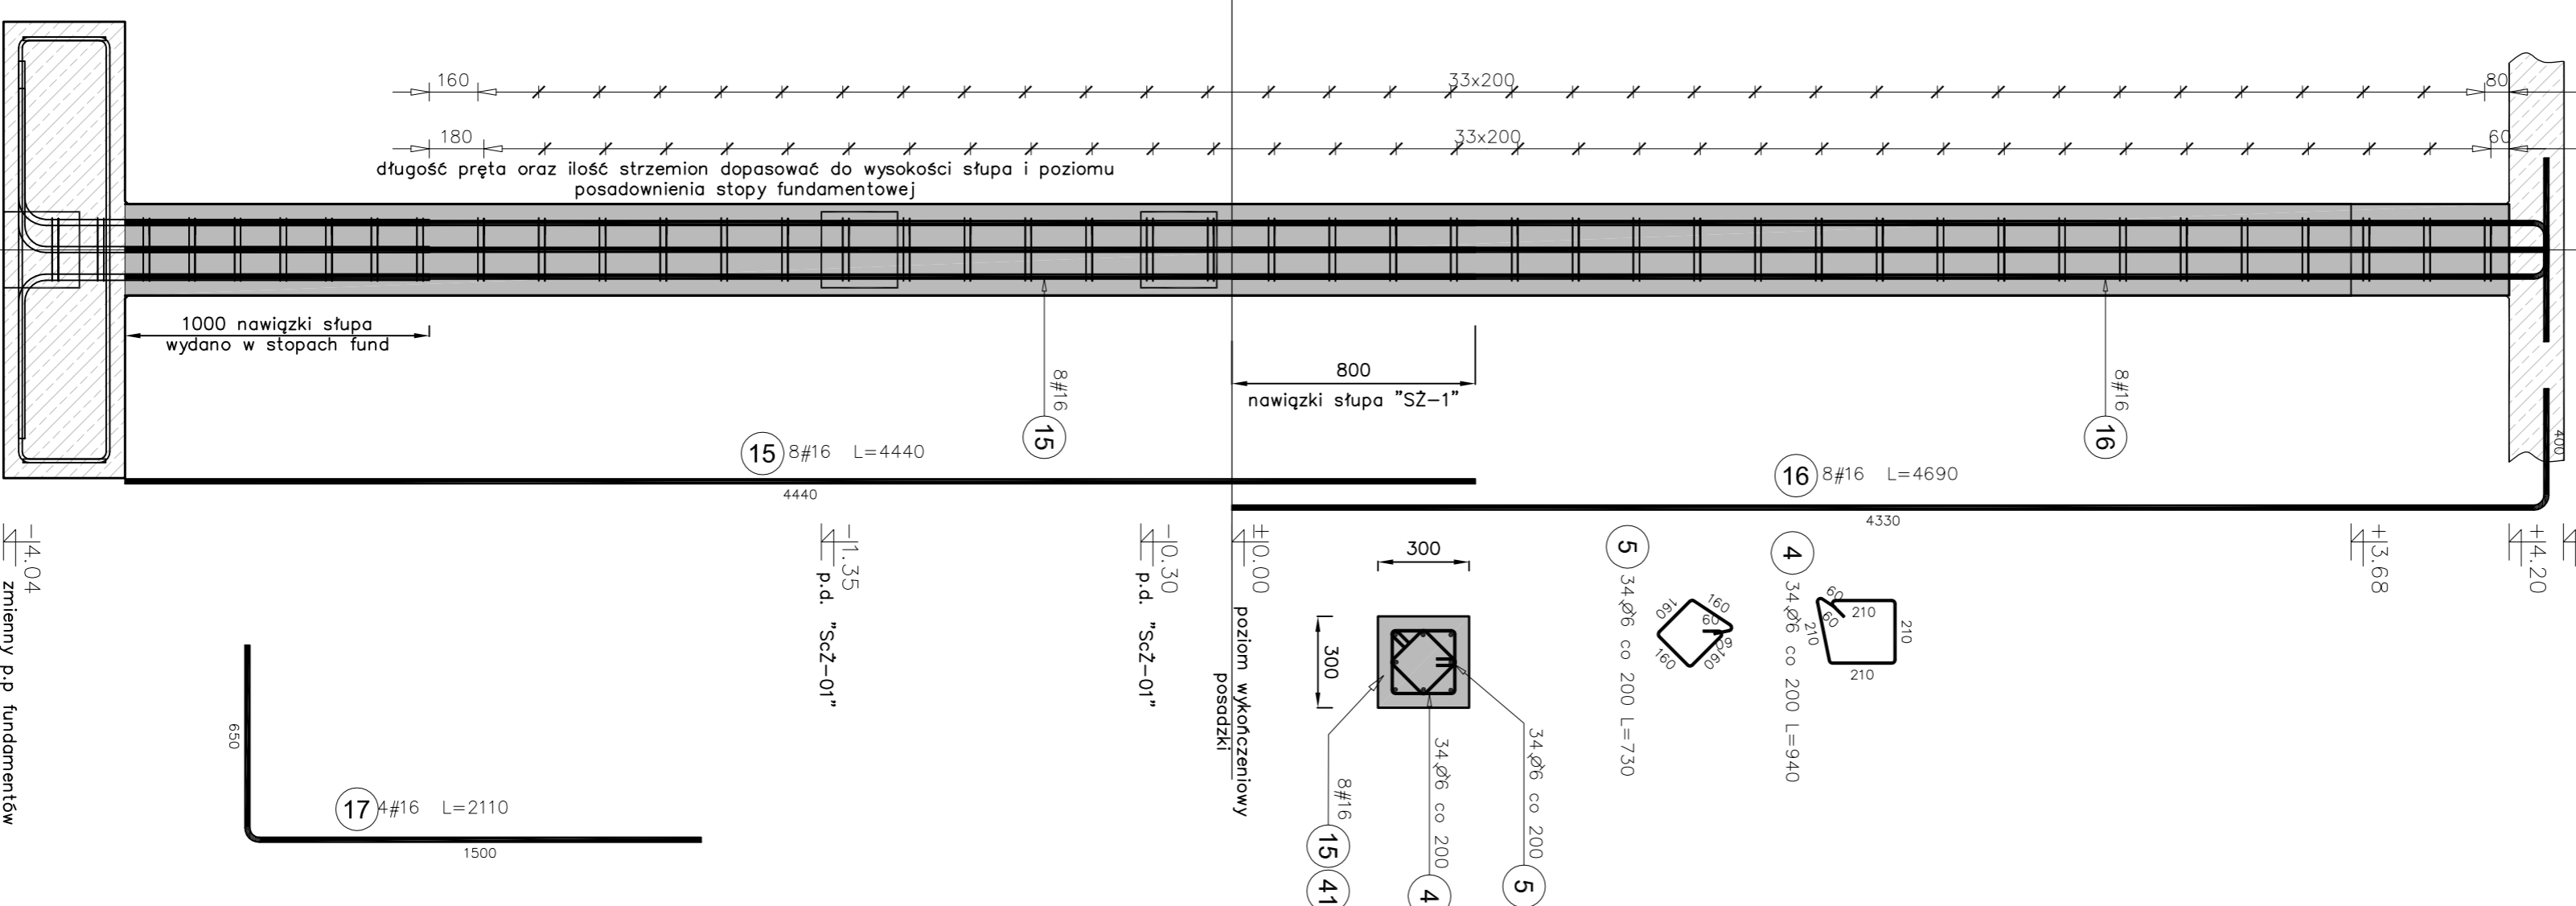 160
33x200
80
180
33x200
60
długość pręta oraz ilość strzemion dopasować do wysokości słupa i poziomu
posadownienia stopy fundamentowej
1000 nawiązki słupa
wydano w stopach fund
8#16
15
800
nawiązki słupa "SŻ-1"
8#16
16
400
15 8#16 L=4440
4440
16 8#16 L=4690
4330
-4.04
zmienny p.p fundamentów
-1.35
p.d. "ScŻ-01"
-0.30
p.d. "ScŻ-01"
±0.00
poziom wykończeniowy
posadzki
+3.68
+4.20
300
300
8#16
15
41
34 Ø6 co 200
4
34 Ø6 co 200
5
5 34 Ø6 co 200 L=730
160
160
160
160
60
60
4 34 Ø6 co 200 L=940
60
60
210
210
210
210
650
17 4#16 L=2110
1500